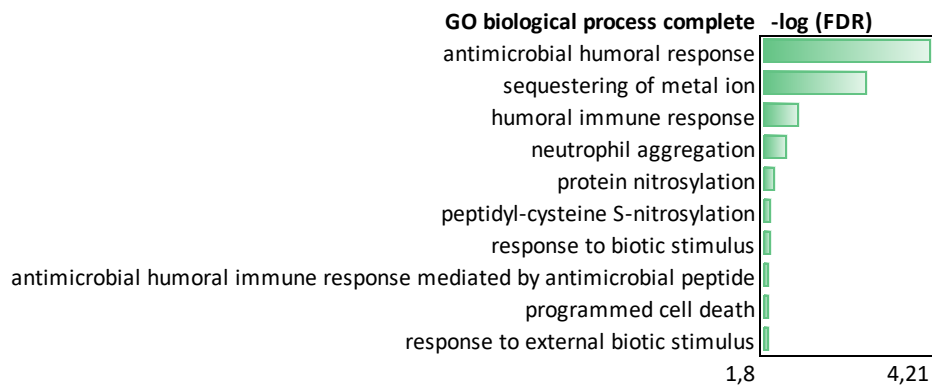 GO biological process complete -log (FDR)
antimicrobial humoral response
sequestering of metal ion
humoral immune response
neutrophil aggregation
protein nitrosylation
peptidyl-cysteine S-nitrosylation
response to biotic stimulus
antimicrobial humoral immune response mediated by antimicrobial peptide
programmed cell death
response to external biotic stimulus
1,8 4,21